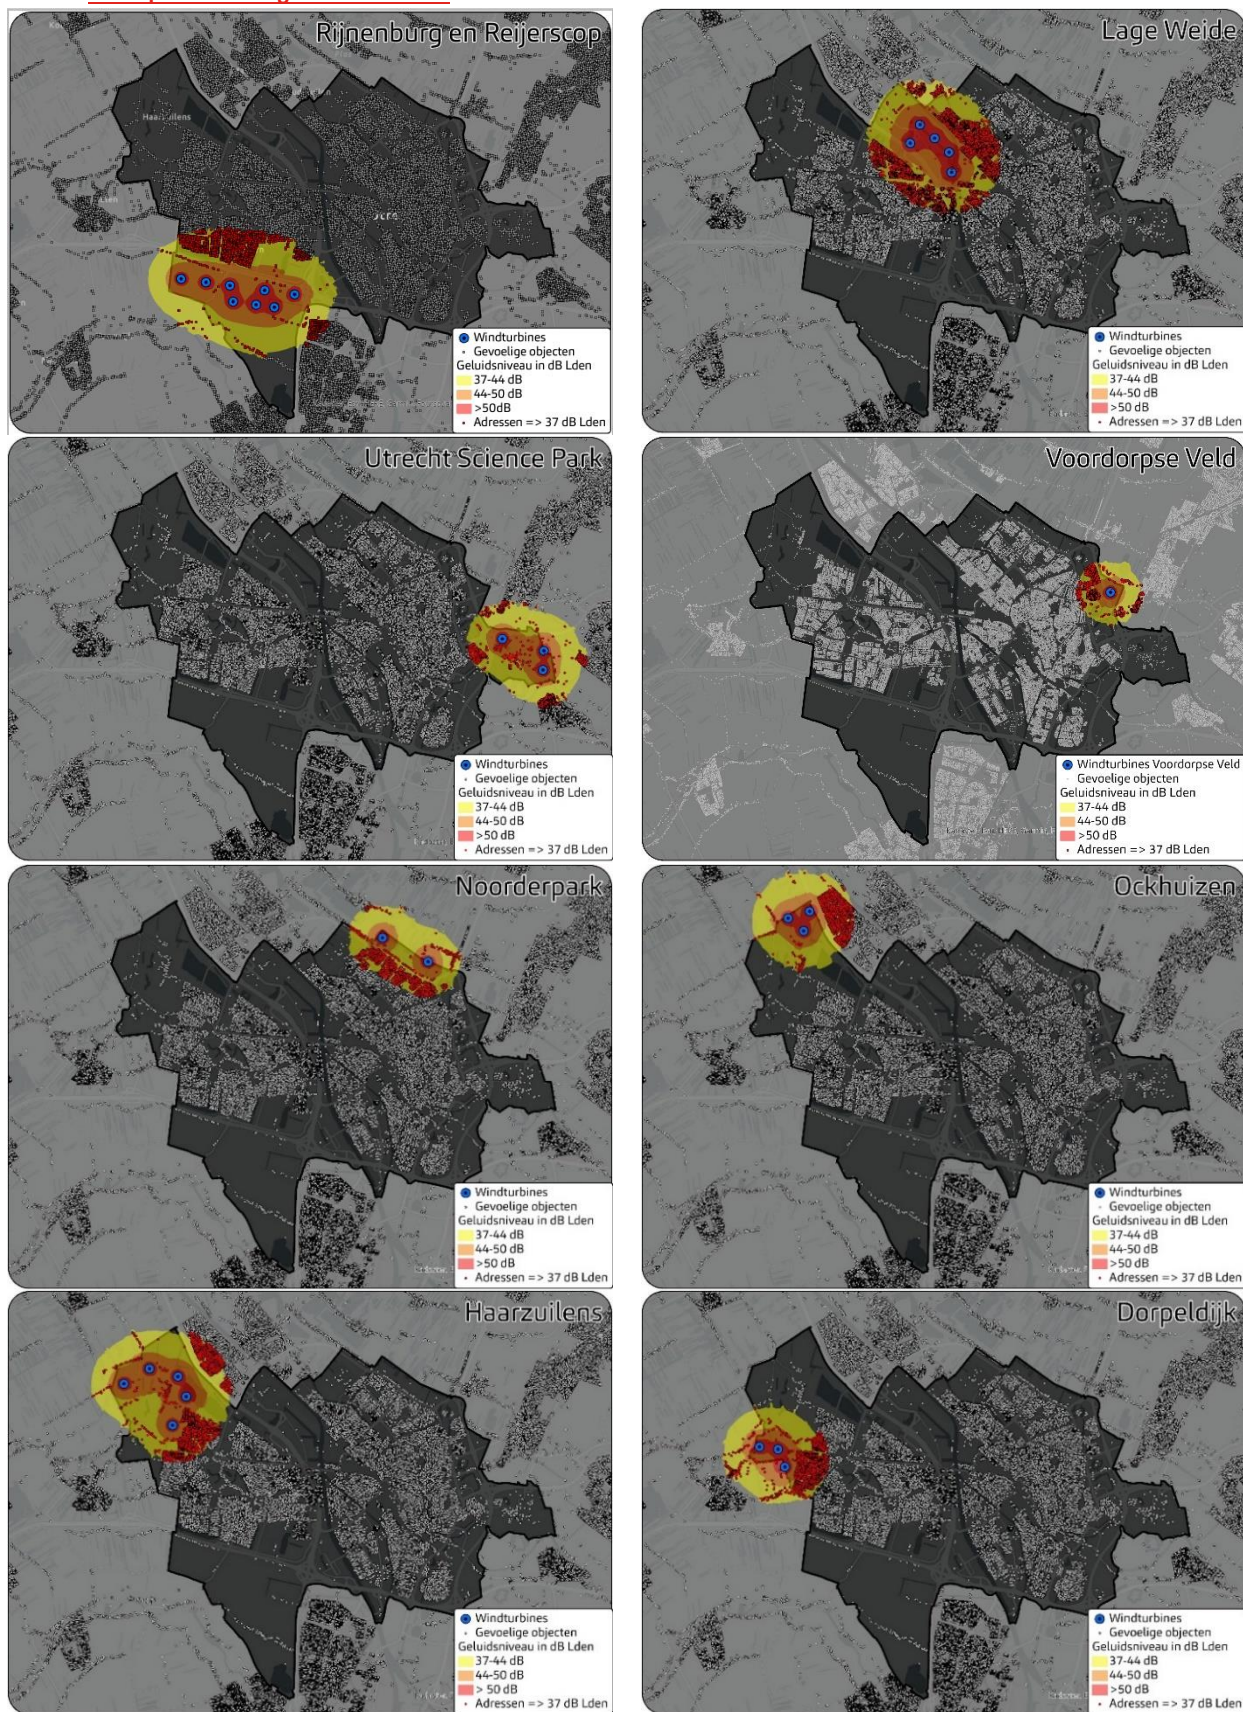 Rijnenburg en Reijerscop
Haarzuilens
Windturbines
Gevoelige objecten
Geluidsniveau in dB Lden
37-44 dB
44-50 dB
>50dB
Adressen => 37 dB Lden
Lage Weide
Windturbines
Gevoelige objecten
Geluidsniveau in dB Lden
37-44 dB
44-50 dB
>50 dB
Adressen => 37 dB Lden
Utrecht Science Park
Windturbines
Gevoelige objecten
Geluidsniveau in dB Lden
37-44 dB
44-50 dB
>50 dB
Adressen => 37 dB Lden
Voordorpse Veld
Windturbines Voordorpse Veld
Gevoelige objecten
Geluidsniveau in dB Lden
37-44 dB
44-50 dB
>50 dB
Adressen => 37 dB Lden
Noorderpark
Windturbines
Gevoelige objecten
Geluidsniveau in dB Lden
37-44 dB
44-50 dB
>50 dB
Adressen => 37 dB Lden
Ockhuizen
Windturbines
Gevoelige objecten
Geluidsniveau in dB Lden
37-44 dB
44-50 dB
>50 dB
Adressen => 37 dB Lden
Haarzuilens
Windturbines
Gevoelige objecten
Geluidsniveau in dB Lden
37-44 dB
44-50 dB
> 50 dB
Adressen => 37 dB Lden
Dorpeldijk
Windturbines
Gevoelige objecten
Geluidsniveau in dB Lden
37-44 dB
44-50 dB
>50 dB
Adressen => 37 dB Lden